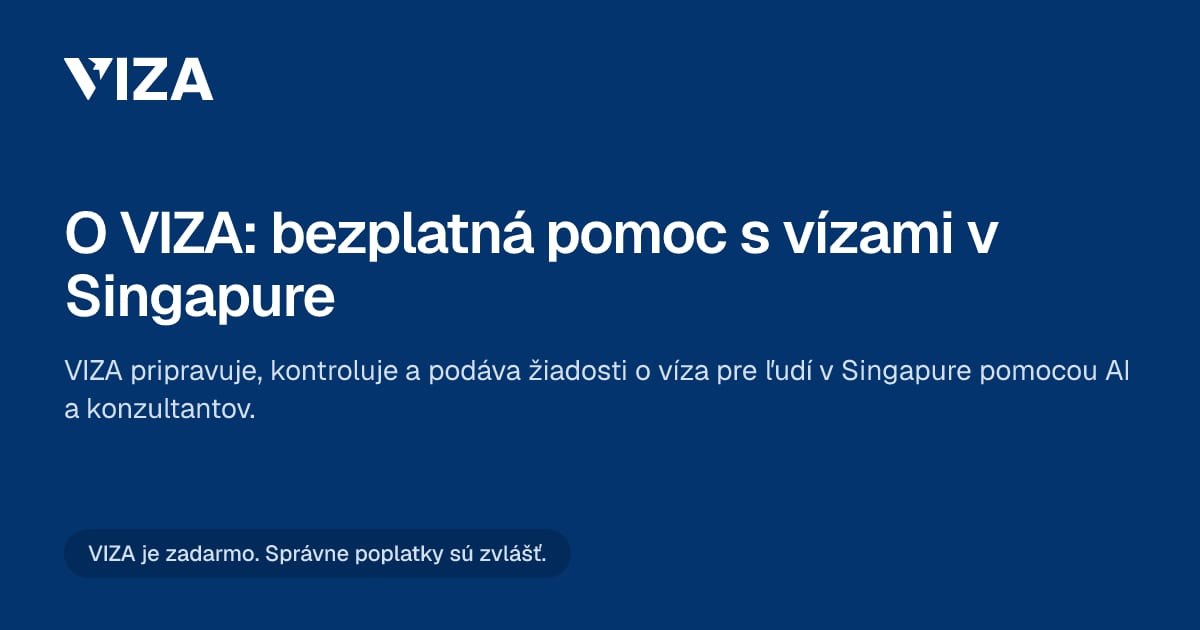 VIZA
O VIZA: bezplatná pomoc s vízami v
Singapure
VIZA pripravuje, kontroluje a podáva žiadosti o víza pre ľudí v Singapure pomocou AI
a konzultantov.
VIZA je zadarmo. Správne poplatky sú zvlášť.